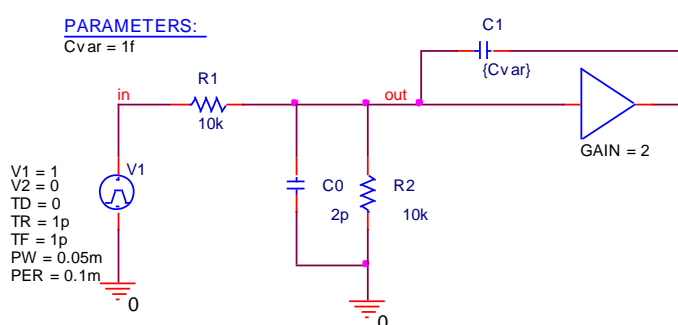 PARAMETERS:
Cvar = 1f
C1
{Cvar}
R1
in
out
10k
GAIN = 2
V1 = 1
V2 = 0
TD = 0
TR = 1p
TF = 1p
PW = 0.05m
PER = 0.1m
V1
C0
2p
R2
10k
0
0